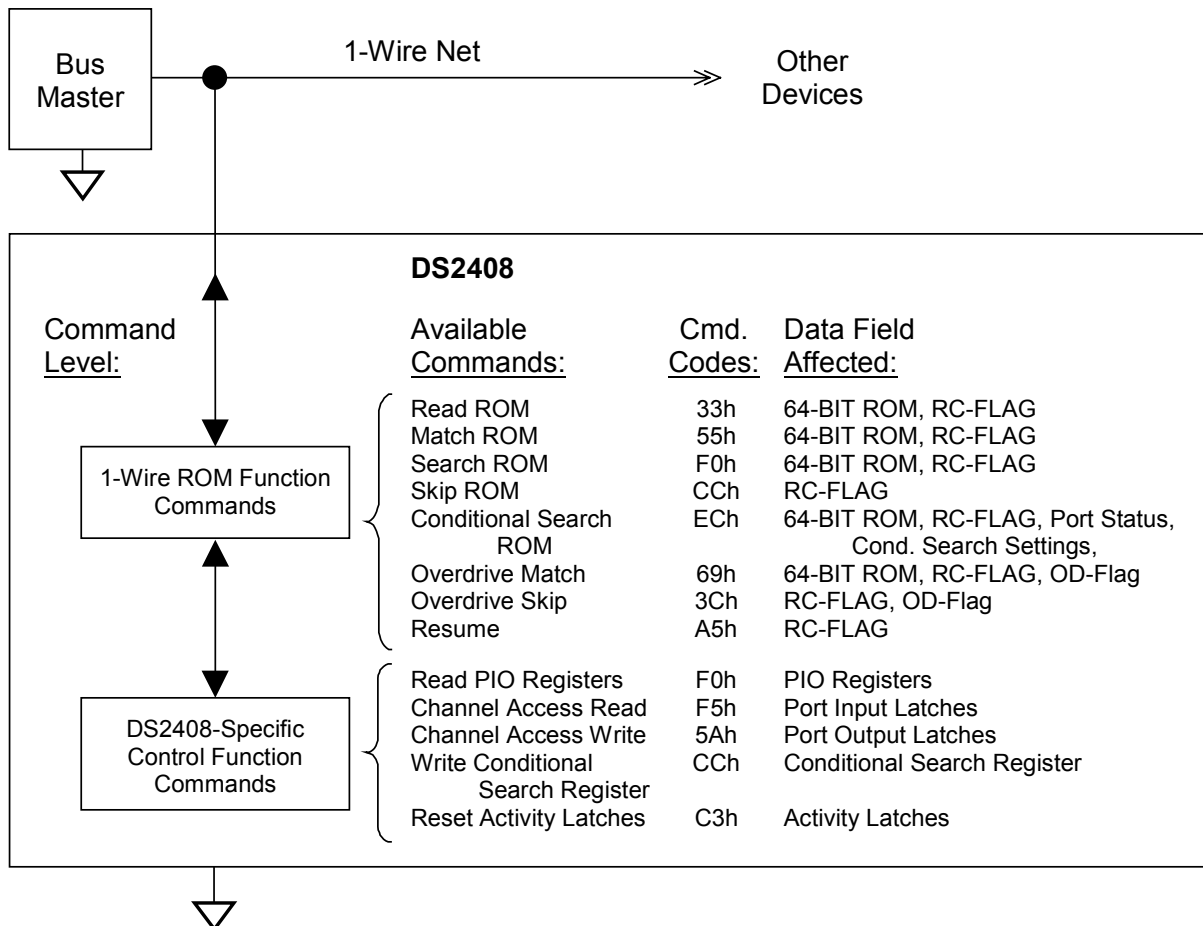 Bus
Master
1-Wire Net
Other
Devices
DS2408
Command
Level:
Available
Commands:
Cmd.
Codes:
Data Field
Affected:
1-Wire ROM Function
Commands
Read ROM 33h 64-BIT ROM, RC-FLAG
Match ROM 55h 64-BIT ROM, RC-FLAG
Search ROM F0h 64-BIT ROM, RC-FLAG
Skip ROM CCh RC-FLAG
Conditional Search ECh 64-BIT ROM, RC-FLAG, Port Status,
ROM Cond. Search Settings,
Overdrive Match 69h 64-BIT ROM, RC-FLAG, OD-Flag
Overdrive Skip 3Ch RC-FLAG, OD-Flag
Resume A5h RC-FLAG
DS2408-Specific
Control Function
Commands
Read PIO Registers F0h PIO Registers
Channel Access Read F5h Port Input Latches
Channel Access Write 5Ah Port Output Latches
Write Conditional CCh Conditional Search Register
Search Register
Reset Activity Latches C3h Activity Latches